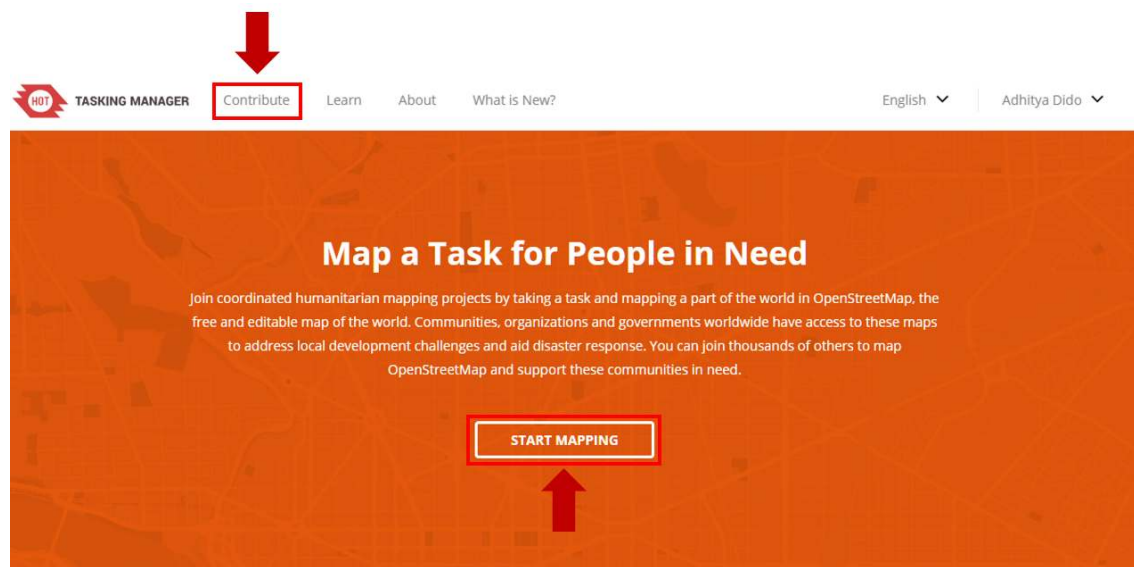 HOT TASKING MANAGER Contribute Learn About What is New? English Adhitya Dido
Map a Task for People in Need
Join coordinated humanitarian mapping projects by taking a task and mapping a part of the world in OpenStreetMap, the
free and editable map of the world. Communities, organizations and governments worldwide have access to these maps
to address local development challenges and aid disaster response. You can join thousands of others to map
OpenStreetMap and support these communities in need.
START MAPPING